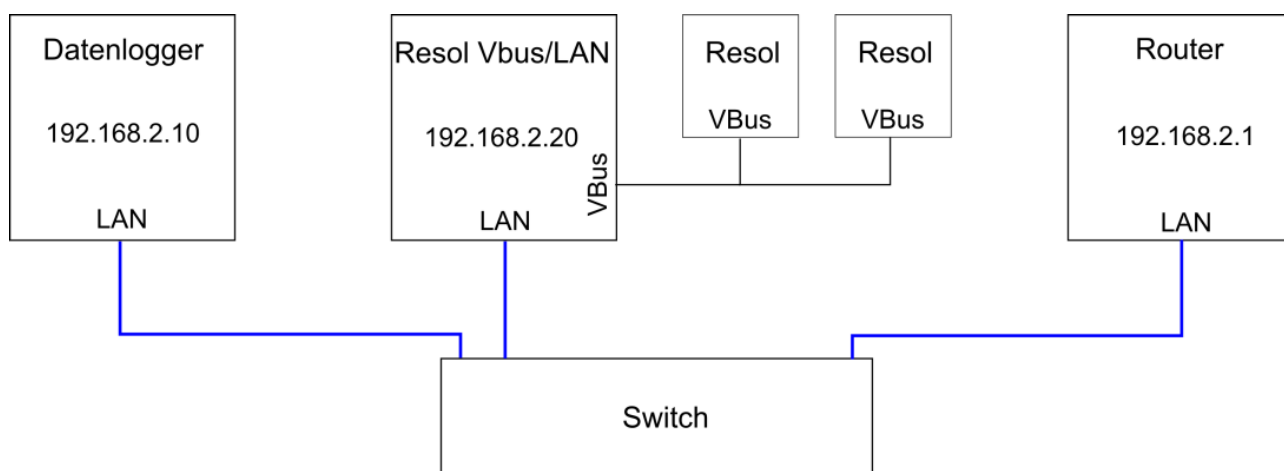 Datenlogger
192.168.2.10
LAN
Resol Vbus/LAN
192.168.2.20
VBus
LAN
Resol
VBus
Resol
VBus
Router
192.168.2.1
LAN
Switch